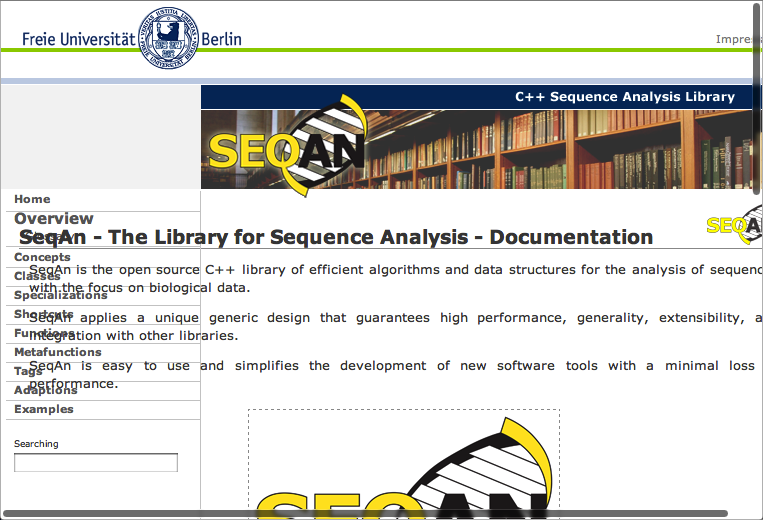 Freie Universität Berlin
Impre
C++ Sequence Analysis Library
SEQAN
Home
Overview
SEQAN
SeqAn - The Library for Sequence Analysis - Documentation
Concepts
SeqAn is the open source C++ library of efficient algorithms and data structures for the analysis of sequenc
Classes
with the focus on biological data.
Specializations
Shortcuts
SeqAn applies a unique generic design that guarantees high performance, generality, extensibility, a
Functions
integration with other libraries.
Metafunctions
SeqAn is easy to use and simplifies the development of new software tools with a minimal loss
Tags
performance.
Adaptions
Examples
Searching
SEQAN